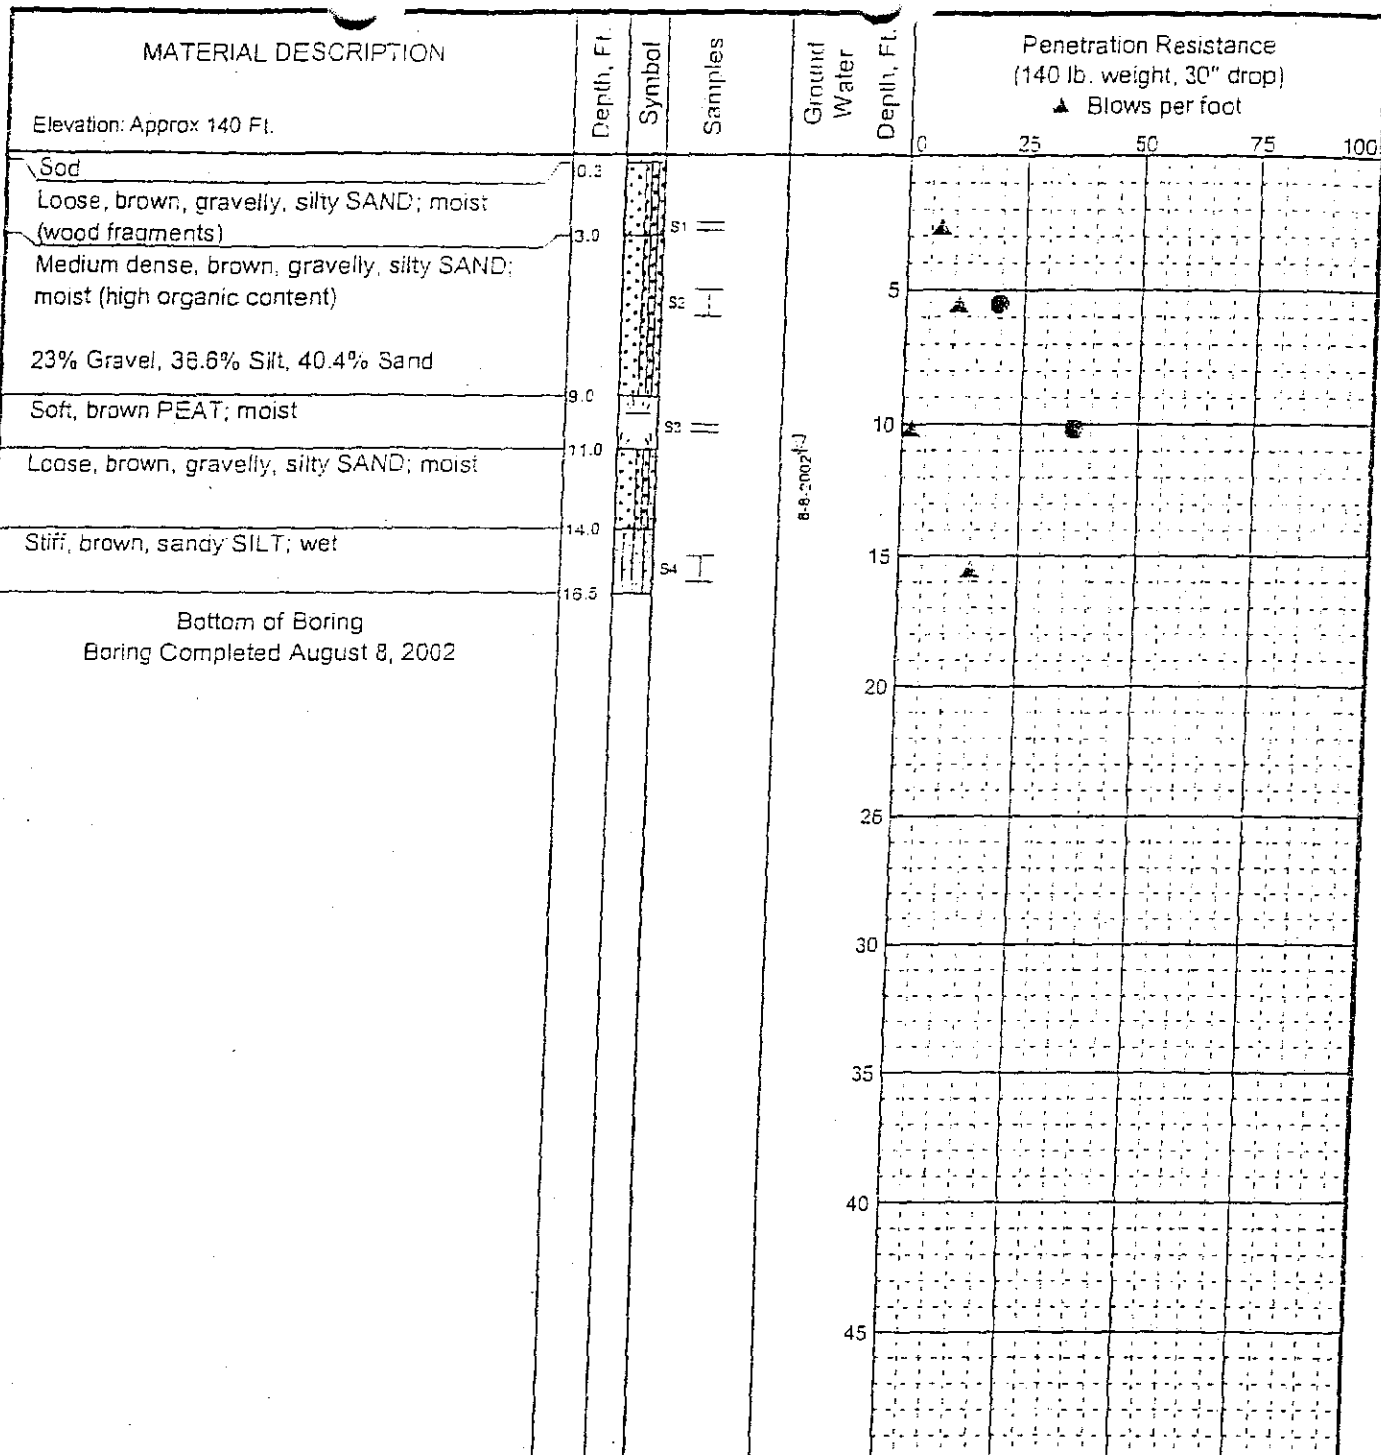 MATERIAL DESCRIPTION
Elevation: Approx 140 Ft.
Depth, Ft.
Symbol
Samples
Ground
Water
Depth, Ft.
Penetration Resistance
(140 lb. weight, 30" drop)
▲ Blows per foot
0 25 50 75 100
Sod
Loose, brown, gravelly, silty SAND; moist
(wood fragments)
3.0
S1
Medium dense, brown, gravelly, silty SAND;
moist (high organic content)
S2
5
23% Gravel, 36.6% Silt, 40.4% Sand
9.0
Soft, brown PEAT; moist
S3
10
11.0
Loose, brown, gravelly, silty SAND; moist
8-8-2002
14.0
Stiff, brown, sandy SILT; wet
S4
15
16.5
Bottom of Boring
Boring Completed August 8, 2002
20
25
30
35
40
45